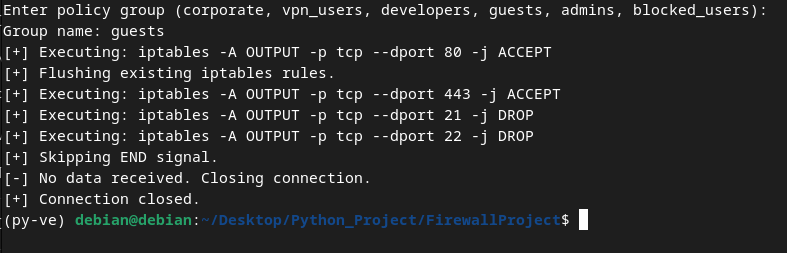 Enter policy group (corporate, vpn_users, developers, guests, admins, blocked_users):
Group name: guests
[+] Executing: iptables -A OUTPUT -p tcp --dport 80 -j ACCEPT
[+] Flushing existing iptables rules.
[+] Executing: iptables -A OUTPUT -p tcp --dport 443 -j ACCEPT
[+] Executing: iptables -A OUTPUT -p tcp --dport 21 -j DROP
[+] Executing: iptables -A OUTPUT -p tcp --dport 22 -j DROP
[+] Skipping END signal.
[-] No data received. Closing connection.
[+] Connection closed.
(py-ve) debian@debian:~/Desktop/Python_Project/FirewallProject$